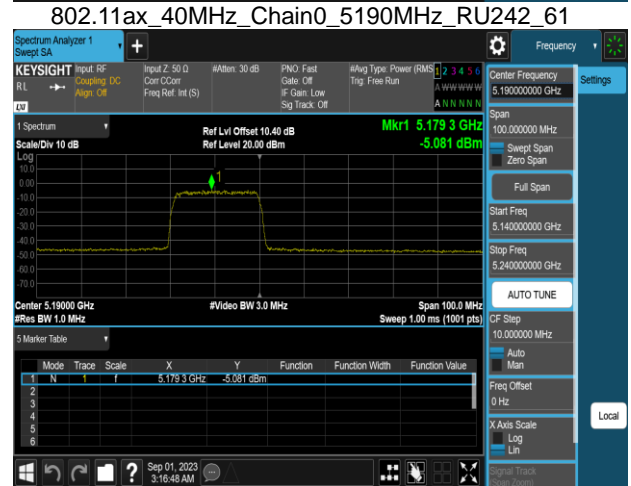 802.11ax_40MHz_Chain0_5190MHz_RU242_61
Spectrum Analyzer 1
Swept SA
+
Frequency
KEYSIGHT
Input: RF
Coupling: DC
Align: Off
Input Z: 50 Ω
Corr CCorr
Freq Ref: Int (S)
#Atten: 30 dB
PNO: Fast
Gate: Off
IF Gain: Low
Sig Track: Off
#Avg Type: Power (RMS)
Trig: Free Run
1 2 3 4 5 6
A W W W W W
A N N N N N
R L
LXI
1 Spectrum
Scale/Div 10 dB
Ref Lvl Offset 10.40 dB
Ref Level 20.00 dBm
Mkr1 5.179 3 GHz
-5.081 dBm
Log
10.0
0.00
-10.0
-20.0
-30.0
-40.0
-50.0
-60.0
-70.0
1
Center 5.19000 GHz
#Res BW 1.0 MHz
#Video BW 3.0 MHz
Span 100.0 MHz
Sweep 1.00 ms (1001 pts)
5 Marker Table
Mode Trace Scale X Y Function Function Width Function Value
1 N 1 f 5.179 3 GHz -5.081 dBm
2
3
4
5
6
Sep 01, 2023
3:16:48 AM
?
Center Frequency
5.190000000 GHz
Settings
Span
100.000000 MHz
Swept Span
Zero Span
Full Span
Start Freq
5.140000000 GHz
Stop Freq
5.240000000 GHz
AUTO TUNE
CF Step
10.000000 MHz
Auto
Man
Freq Offset
0 Hz
X Axis Scale
Log
Lin
Local
Signal Track
(Span Zoom)